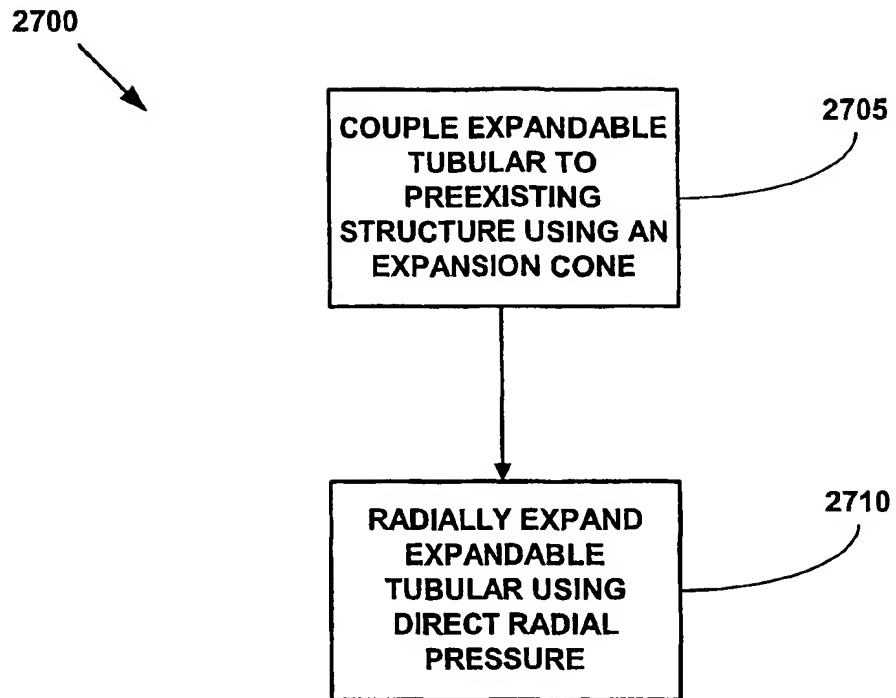 2700
COUPLE EXPANDABLE
TUBULAR TO
PREEXISTING
STRUCTURE USING AN
EXPANSION CONE
2705
RADIALLY EXPAND
EXPANDABLE
TUBULAR USING
DIRECT RADIAL
PRESSURE
2710